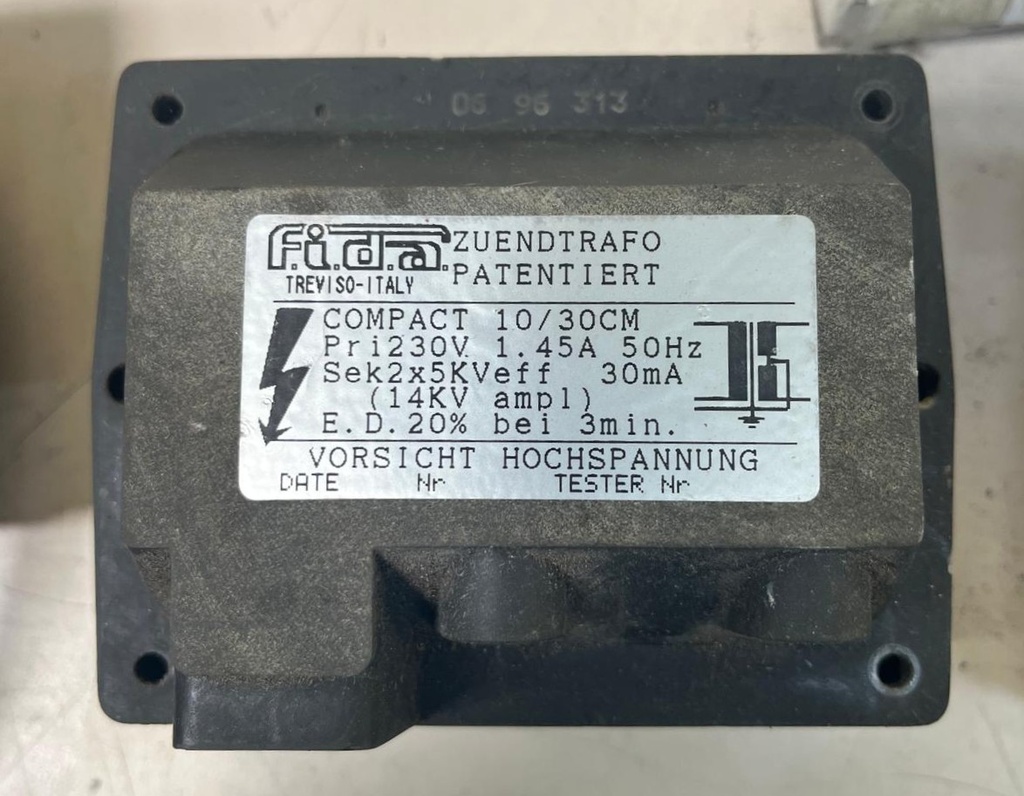 06 96 313
f.i.d.a. ZUENDTRAFO
TREVISO-ITALY PATENTIERT
COMPACT 10/30CM
Pri230V 1.45A 50Hz
Sek2x5KVeff 30mA
(14KV ampl)
E.D.20% bei 3min.
VORSICHT HOCHSPANNUNG
DATE Nr TESTER Nr